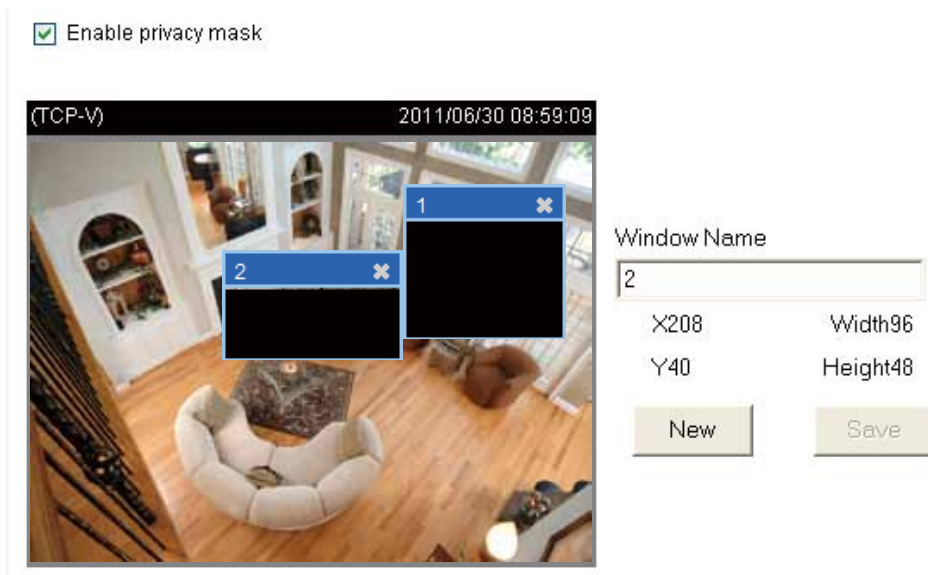 Enable privacy mask
(TCP-V) 2011/06/30 08:59:09
1
2
Window Name
2
X208 Width96
Y40 Height48
New Save